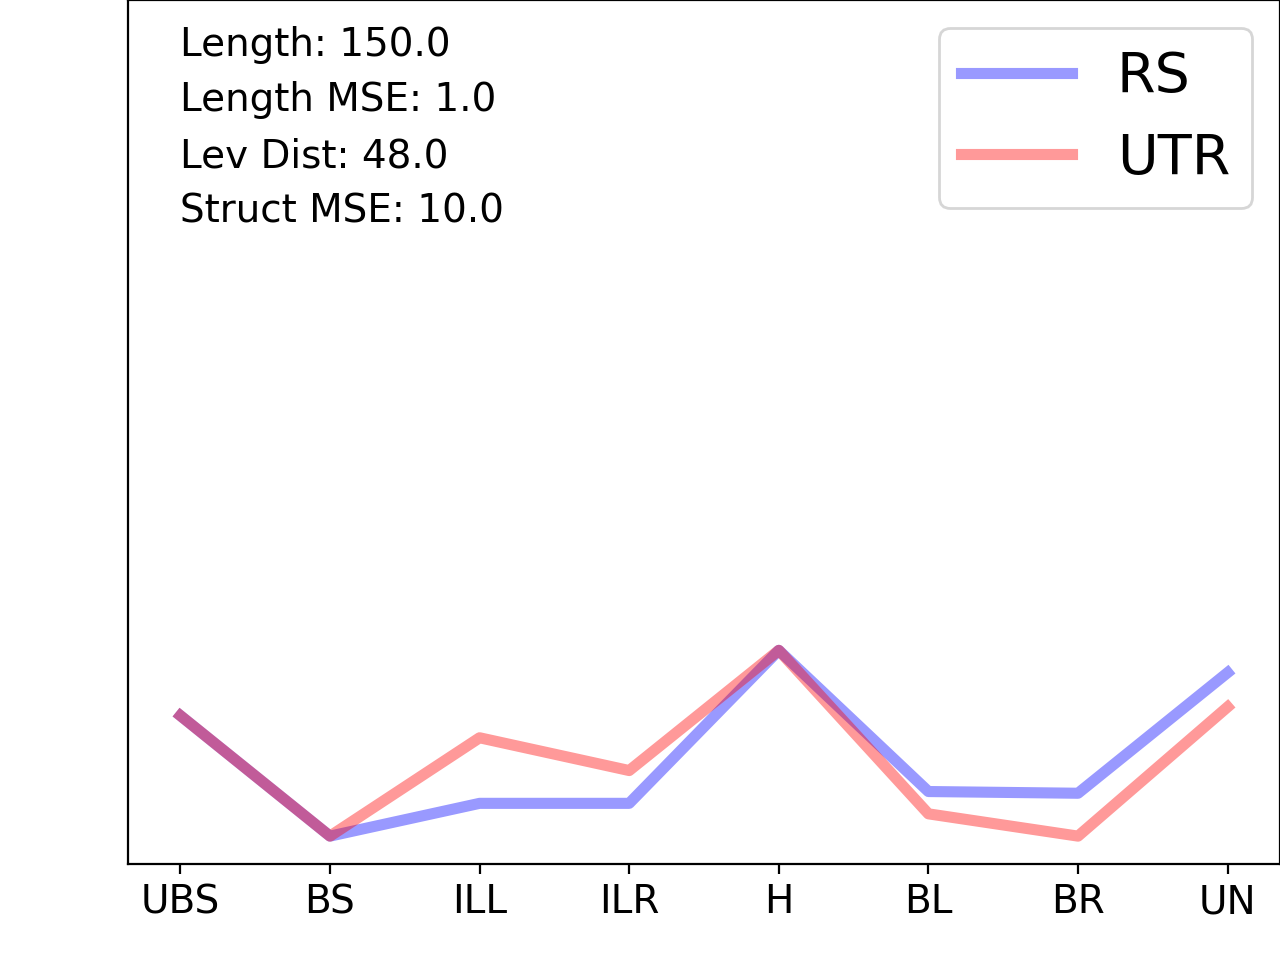 Length: 150.0
Length MSE: 1.0
Lev Dist: 48.0
Struct MSE: 10.0
RS
UTR
UBS BS ILL ILR H BL BR UN